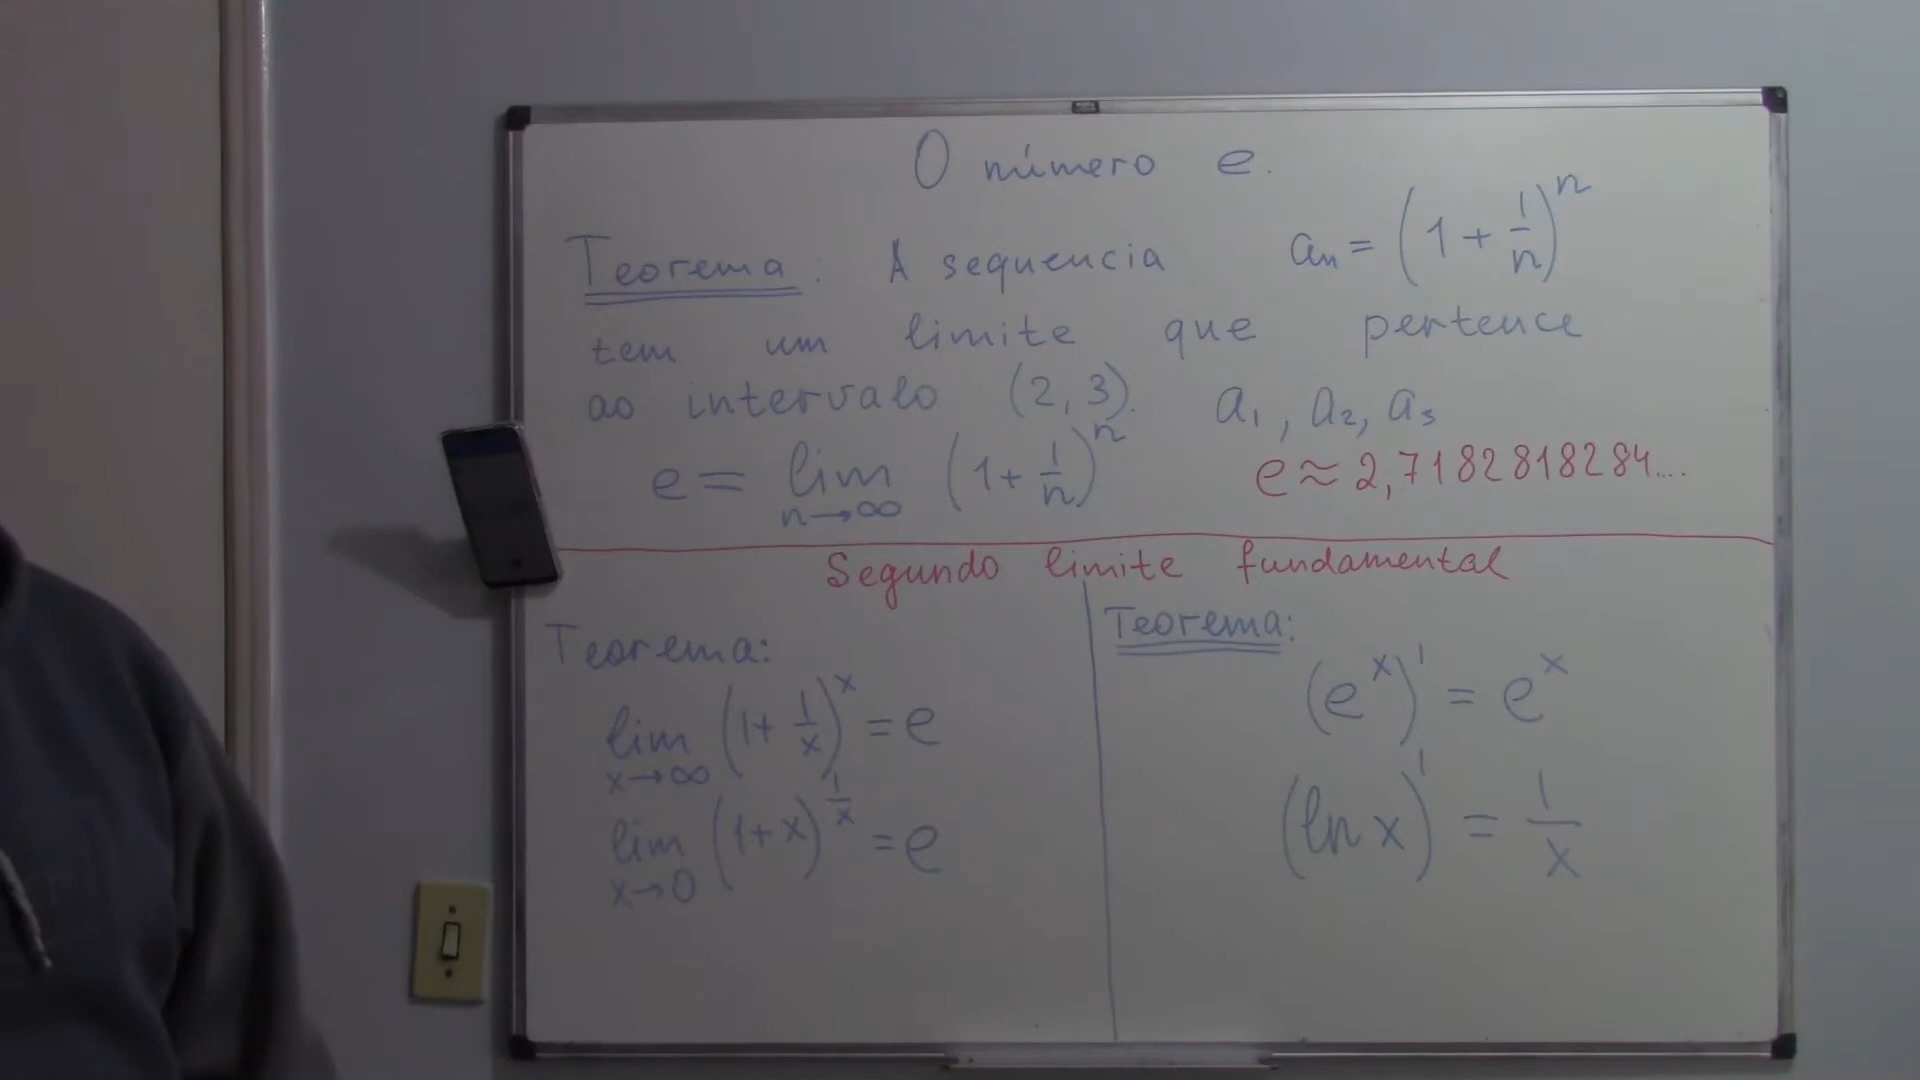 O número e.
Teorema: A sequencia aₙ = (1 + 1/n)ⁿ
tem um limite que pertence
ao intervalo (2, 3). a₁, a₂, a₃
e = lim n→∞ (1 + 1/n)ⁿ e ≈ 2,7182818284...
Segundo limite fundamental
Teorema:
lim x→∞ (1 + 1/x)ˣ = e
lim x→0 (1 + x)^(1/x) = e
Teorema:
(eˣ)' = eˣ
(ln x)' = 1/x